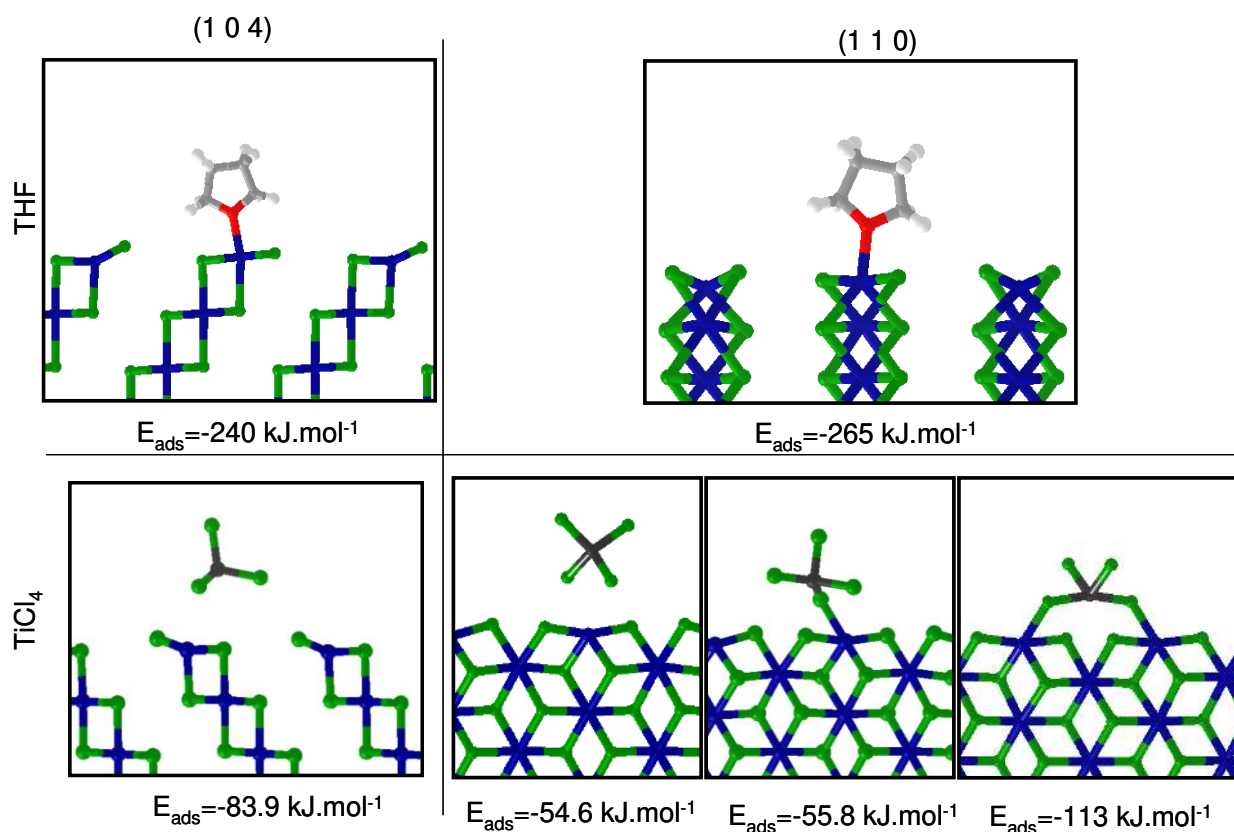 (1 0 4)
(1 1 0)
THF
E_ads=-240 kJ.mol⁻¹
E_ads=-265 kJ.mol⁻¹
TiCl₄
E_ads=-83.9 kJ.mol⁻¹
E_ads=-54.6 kJ.mol⁻¹
E_ads=-55.8 kJ.mol⁻¹
E_ads=-113 kJ.mol⁻¹